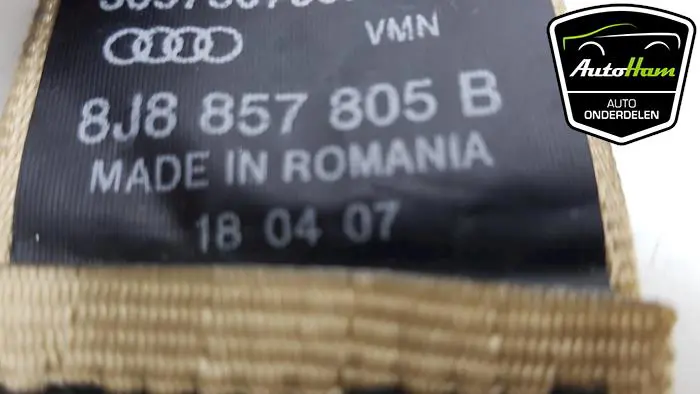 VMN
8J8 857 805 B
MADE IN ROMANIA
18 04 07
AutoHam
AUTO
ONDERDELEN